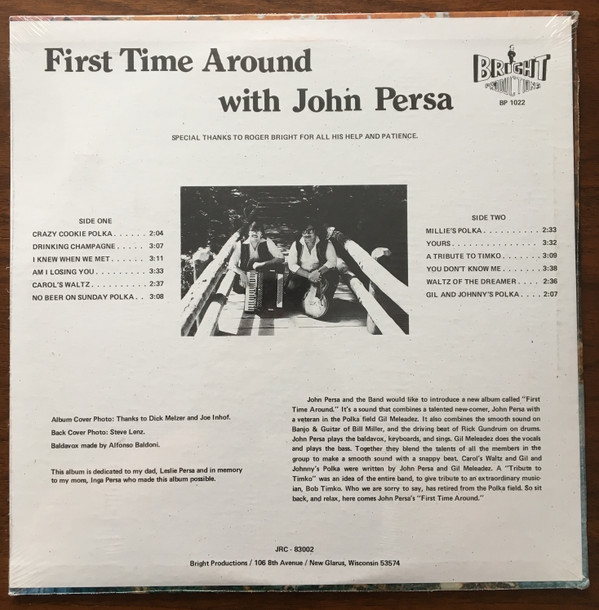 First Time Around
with John Persa
BRIGHT
PRODUCTIONS
BP 1022
SPECIAL THANKS TO ROGER BRIGHT FOR ALL HIS HELP AND PATIENCE.
SIDE ONE
CRAZY COOKIE POLKA . . . . . . 2:04
DRINKING CHAMPAGNE . . . . . 3:07
I KNEW WHEN WE MET . . . . . 3:11
AM I LOSING YOU . . . . . . . . . 3:33
CAROL'S WALTZ . . . . . . . . . . 2:37
NO BEER ON SUNDAY POLKA . . 3:08
SIDE TWO
MILLIE'S POLKA . . . . . . . . . . 2:33
YOURS . . . . . . . . . . . . . . . 3:32
A TRIBUTE TO TIMKO . . . . . . 3:09
YOU DON'T KNOW ME . . . . . . . 3:38
WALTZ OF THE DREAMER . . . . 2:36
GIL AND JOHNNY'S POLKA . . . . 2:07
Album Cover Photo: Thanks to Dick Melzer and Joe Inhof.
Back Cover Photo: Steve Lenz.
Baldavox made by Alfonso Baldoni.
This album is dedicated to my dad, Leslie Persa and in memory
to my mom, Inga Persa who made this album possible.
John Persa and the Band would like to introduce a new album called "First
Time Around." It's a sound that combines a talented new-comer, John Persa with
a veteran in the Polka field Gil Meleadez. It also combines the smooth sound on
Banjo & Guitar of Bill Miller, and the driving beat of Rick Gundrum on drums.
John Persa plays the baldavox, keyboards, and sings. Gil Meleadez does the vocals
and plays the bass. Together they blend the talents of all the members in the
group to make a smooth sound with a snappy beat. Carol's Waltz and Gil and
Johnny's Polka were written by John Persa and Gil Meleadez. A "Tribute to
Timko" was an idea of the entire band, to give tribute to an extraordinary music-
ian, Bob Timko. Who we are sorry to say, has retired from the Polka field. So sit
back, and relax, here comes John Persa's "First Time Around."
JRC - 83002
Bright Productions / 106 8th Avenue / New Glarus, Wisconsin 53574